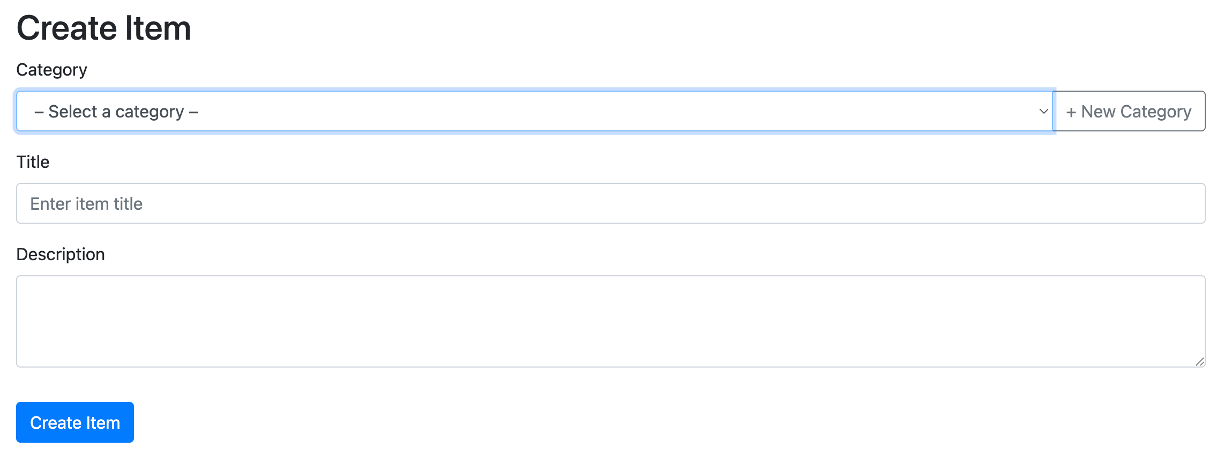 Create Item
Category
– Select a category –
+ New Category
Title
Enter item title
Description
Create Item